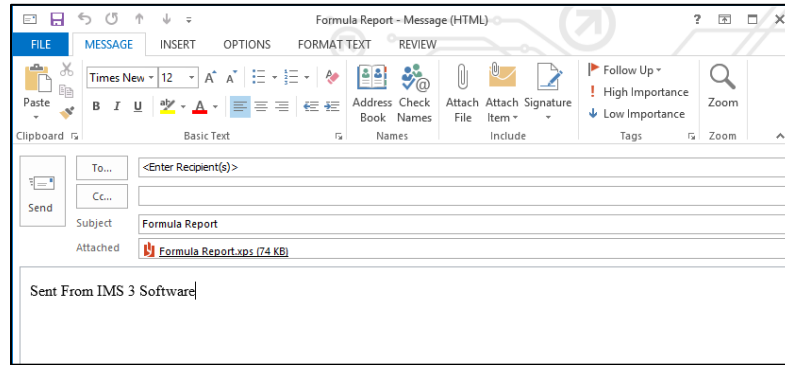 Formula Report - Message (HTML)
?
FILE MESSAGE INSERT OPTIONS FORMAT TEXT REVIEW
Paste
Clipboard
Times New 12 A A
B I U aby A
Basic Text
Address Book
Check Names
Names
Attach File
Attach Item
Signature
Include
Follow Up
! High Importance
Low Importance
Tags
Zoom
Zoom
Send
To... <Enter Recipient(s)>
Cc...
Subject Formula Report
Attached Formula Report.xps (74 KB)
Sent From IMS 3 Software